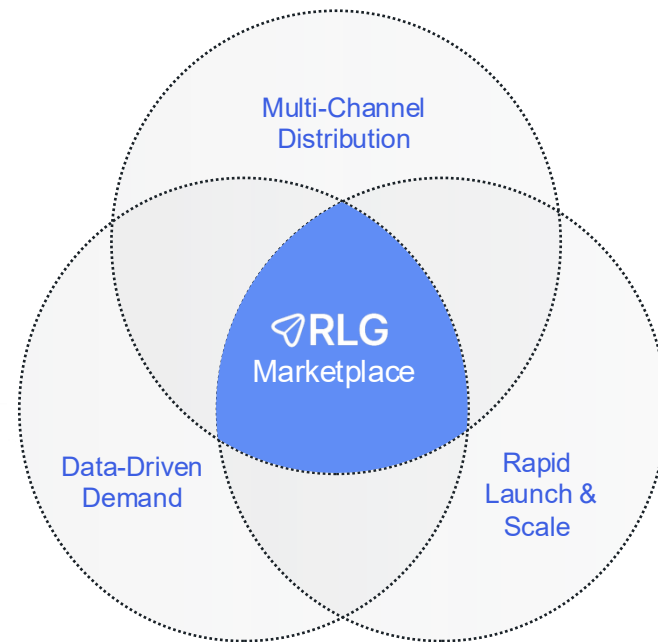 Multi-Channel
Distribution
RLG
Marketplace
Data-Driven
Demand
Rapid
Launch &
Scale